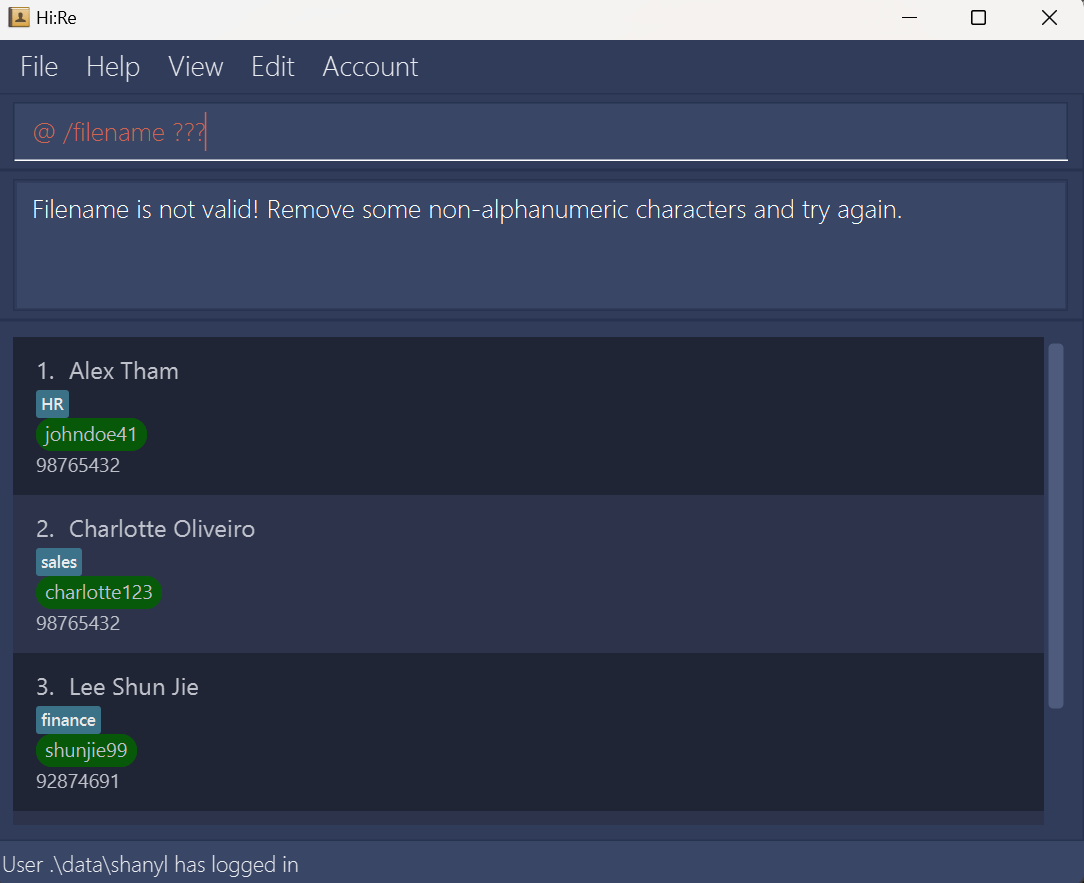 Hi:Re
File Help View Edit Account
@ /filename ???
Filename is not valid! Remove some non-alphanumeric characters and try again.
1. Alex Tham
HR
johndoe41
98765432
2. Charlotte Oliveiro
sales
charlotte123
98765432
3. Lee Shun Jie
finance
shunjie99
92874691
User .\data\shanyl has logged in